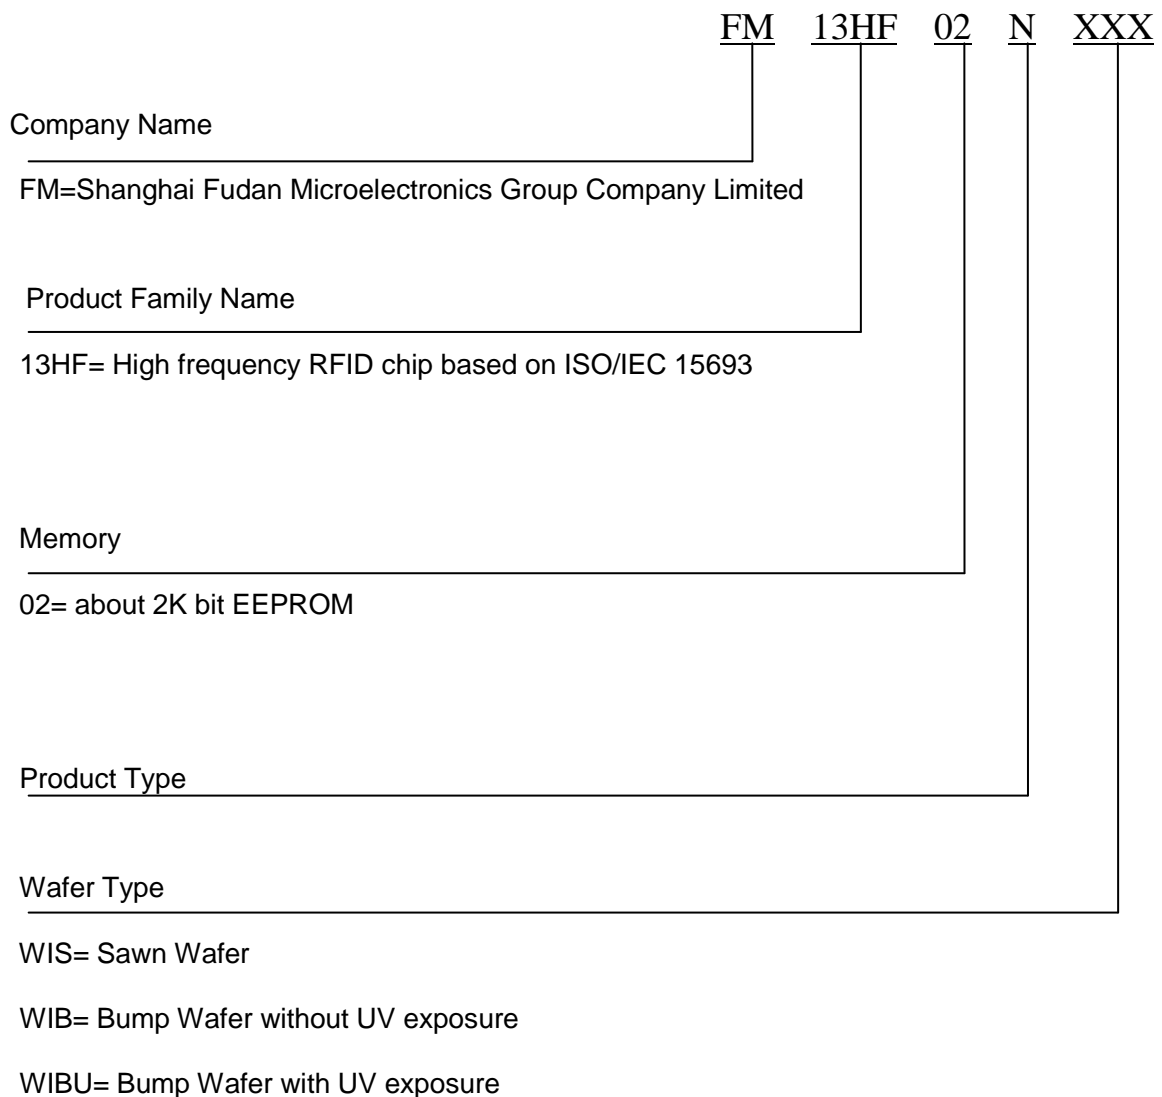 FM 13HF 02 N XXX
Company Name
FM=Shanghai Fudan Microelectronics Group Company Limited
Product Family Name
13HF= High frequency RFID chip based on ISO/IEC 15693
Memory
02= about 2K bit EEPROM
Product Type
Wafer Type
WIS= Sawn Wafer
WIB= Bump Wafer without UV exposure
WIBU= Bump Wafer with UV exposure